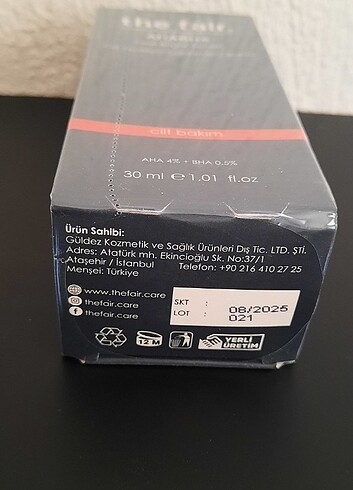 the fair.
cilt bakım
AHA 4% + BHA 0.5%
30 ml ℮ 1.01 fl.oz
Ürün Sahibi:
Güldez Kozmetik ve Sağlık Ürünleri Dış Tic. LTD. ŞTİ.
Adres: Atatürk mh. Ekincioğlu Sk. No:37/1
Ataşehir / İstanbul Telefon: +90 216 410 27 25
Menşei: Türkiye
www.thefair.care
thefair.care
thefair.care
SKT : 08/2025
LOT : 021
12 M
YERLİ
ÜRETİM